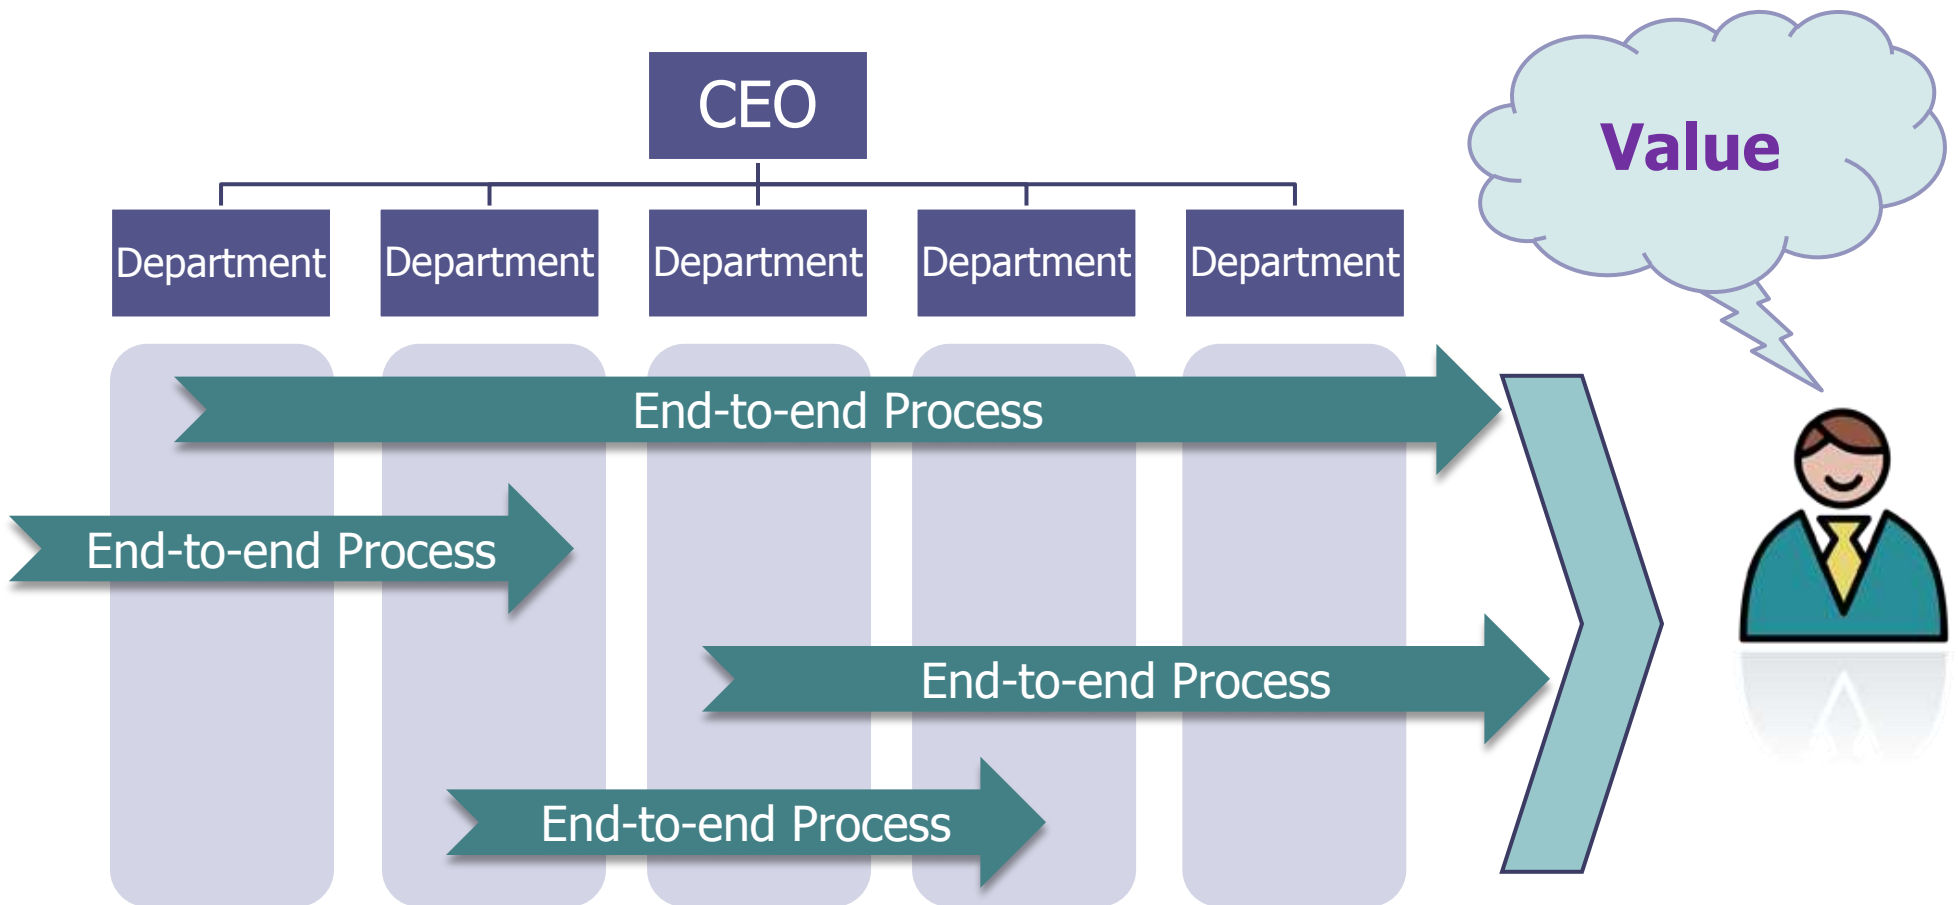 CEO
Value
Department
Department
Department
Department
Department
End-to-end Process
End-to-end Process
End-to-end Process
End-to-end Process